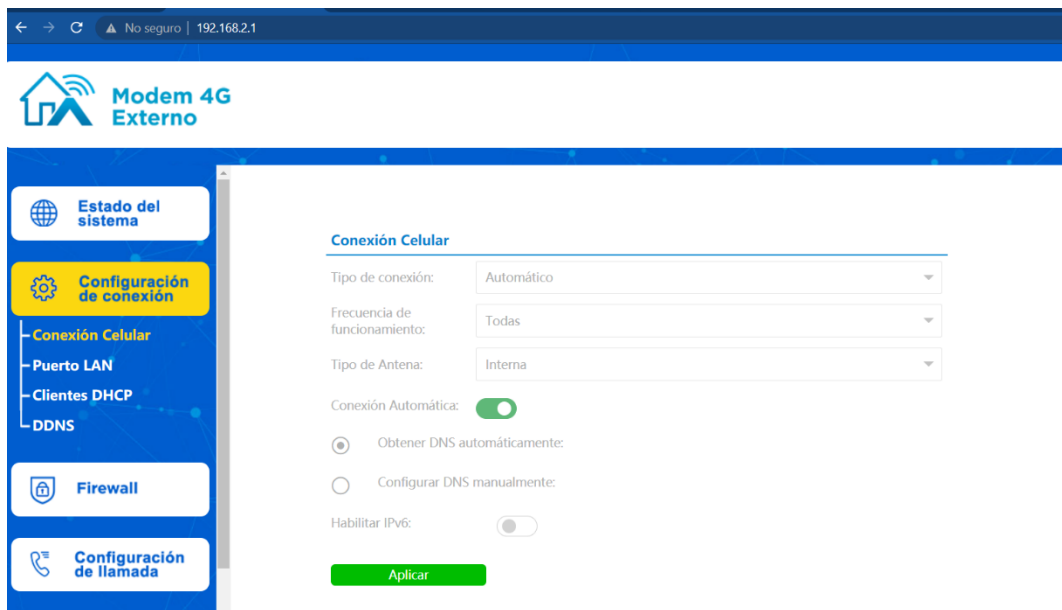 No seguro | 192.168.2.1
Modem 4G
Externo
Estado del
sistema
Configuración
de conexión
Conexión Celular
Puerto LAN
Clientes DHCP
DDNS
Firewall
Configuración
de llamada
Conexión Celular
Tipo de conexión: Automático
Frecuencia de
funcionamiento: Todas
Tipo de Antena: Interna
Conexión Automática:
Obtener DNS automáticamente:
Configurar DNS manualmente:
Habilitar IPv6:
Aplicar